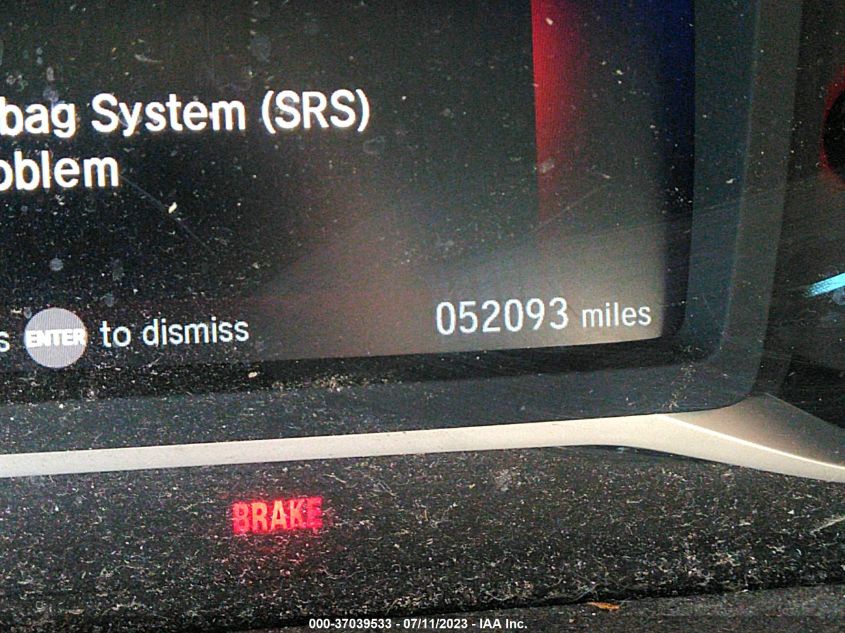 bag System (SRS)
oblem
s ENTER to dismiss
052093 miles
BRAKE
000-37039533 - 07/11/2023 - IAA Inc.